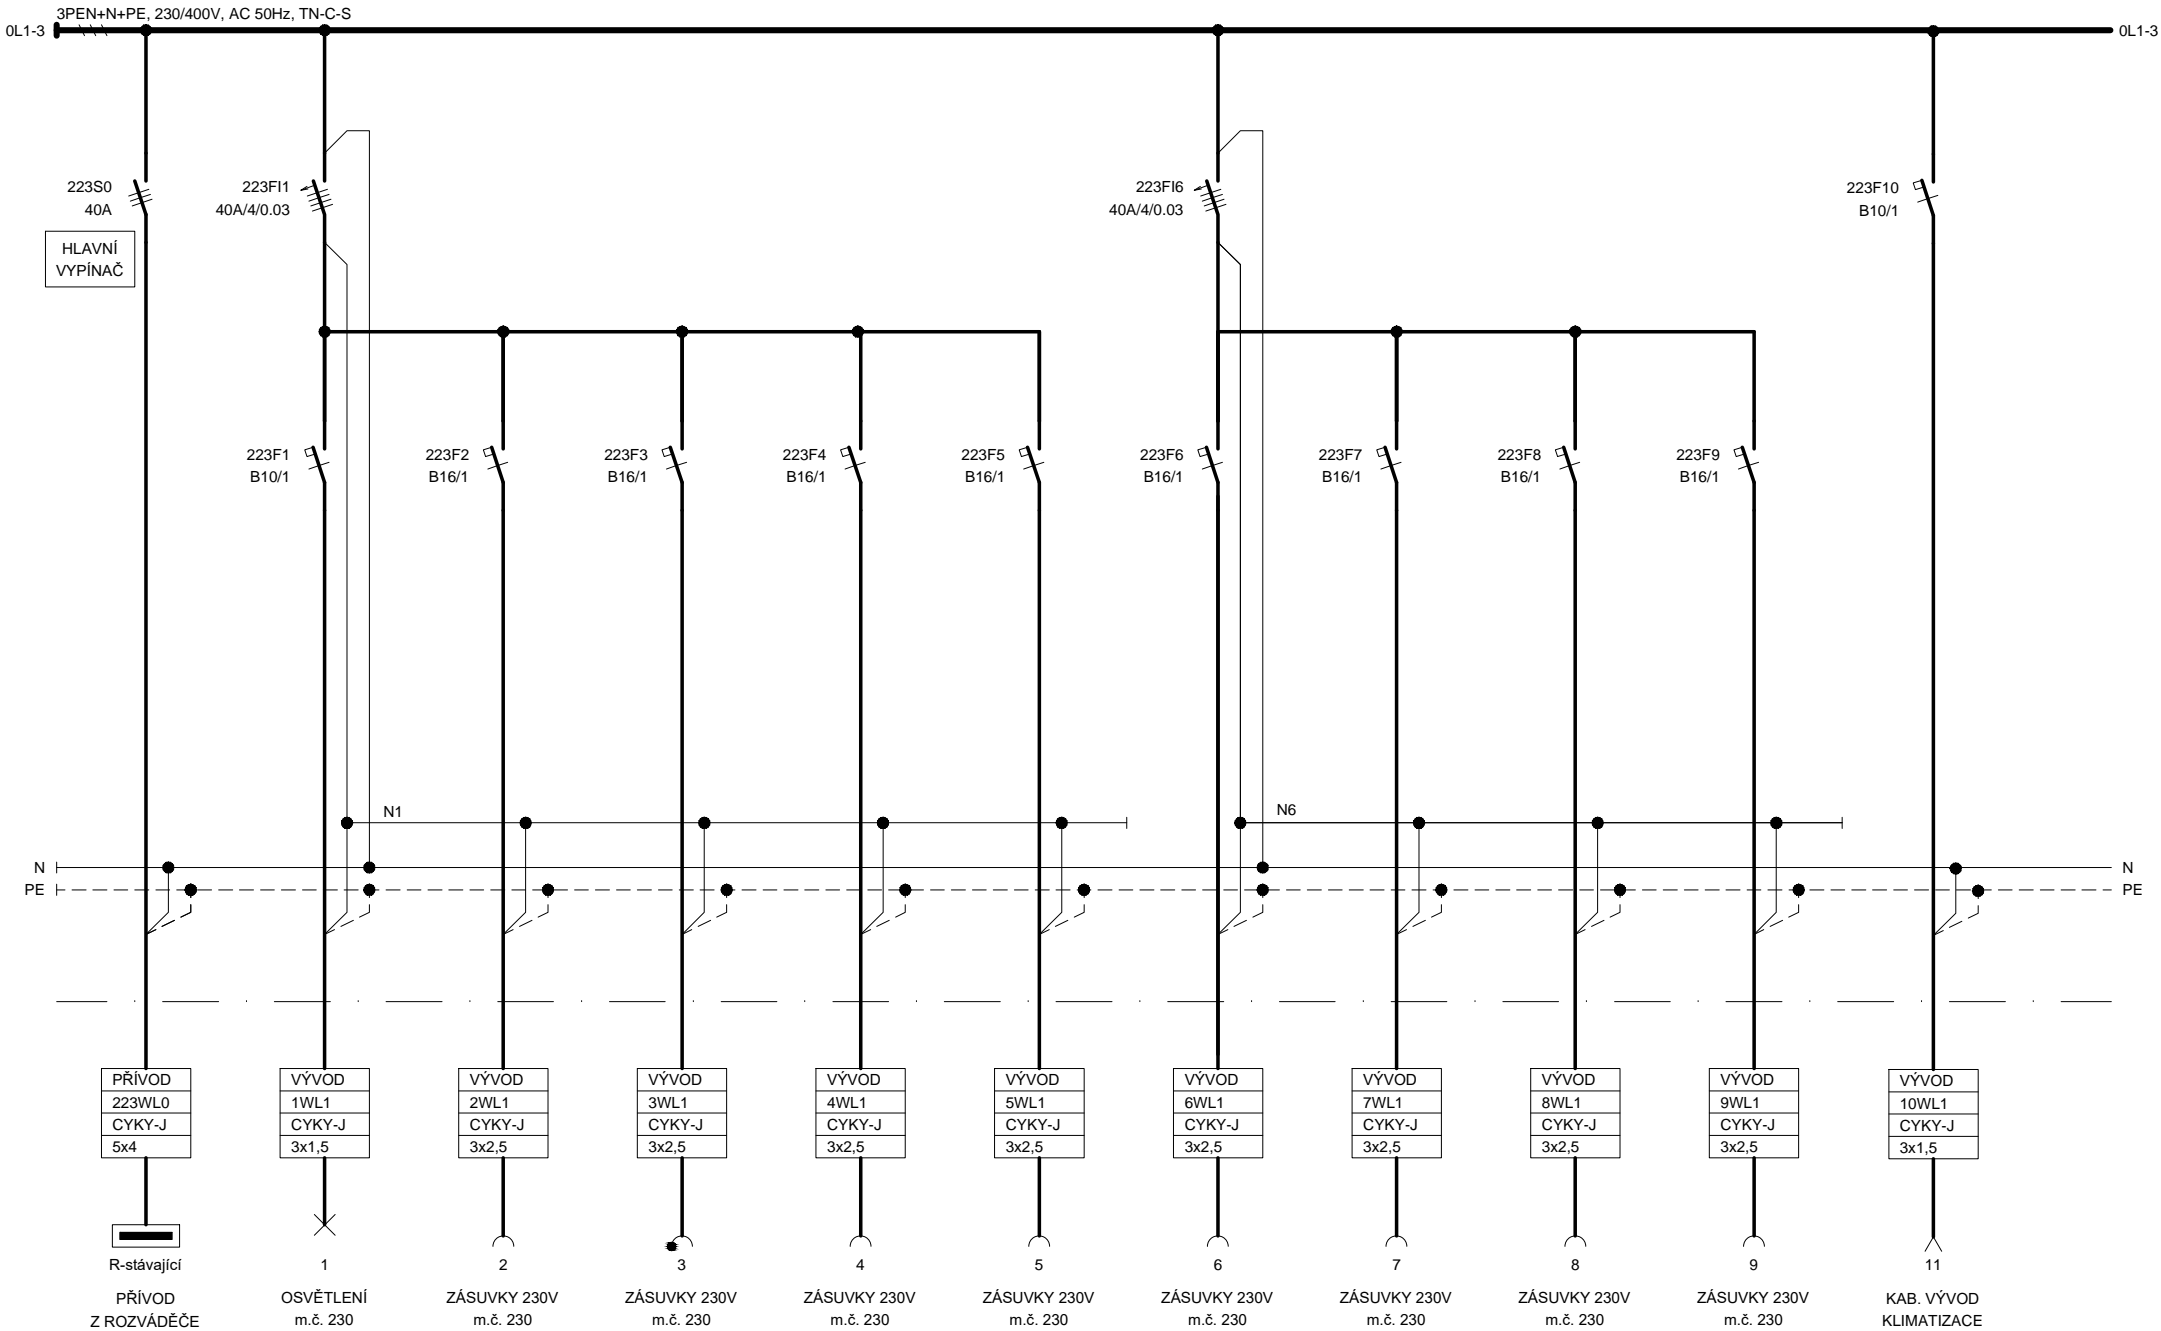 3PEN+N+PE, 230/400V, AC 50Hz, TN-C-S
0L1-3
0L1-3
223S0
40A
HLAVNÍ
VYPÍNAČ
223FI1
40A/4/0.03
223FI6
40A/4/0.03
223F10
B10/1
223F1
B10/1
223F2
B16/1
223F3
B16/1
223F4
B16/1
223F5
B16/1
223F6
B16/1
223F7
B16/1
223F8
B16/1
223F9
B16/1
N1
N6
N
N
PE
PE
PŘÍVOD
223WL0
CYKY-J
5x4
VÝVOD
1WL1
CYKY-J
3x1,5
VÝVOD
2WL1
CYKY-J
3x2,5
VÝVOD
3WL1
CYKY-J
3x2,5
VÝVOD
4WL1
CYKY-J
3x2,5
VÝVOD
5WL1
CYKY-J
3x2,5
VÝVOD
6WL1
CYKY-J
3x2,5
VÝVOD
7WL1
CYKY-J
3x2,5
VÝVOD
8WL1
CYKY-J
3x2,5
VÝVOD
9WL1
CYKY-J
3x2,5
VÝVOD
10WL1
CYKY-J
3x1,5
R-stávající
PŘÍVOD
Z ROZVÁDĚČE
1
OSVĚTLENÍ
m.č. 230
2
ZÁSUVKY 230V
m.č. 230
3
ZÁSUVKY 230V
m.č. 230
4
ZÁSUVKY 230V
m.č. 230
5
ZÁSUVKY 230V
m.č. 230
6
ZÁSUVKY 230V
m.č. 230
7
ZÁSUVKY 230V
m.č. 230
8
ZÁSUVKY 230V
m.č. 230
9
ZÁSUVKY 230V
m.č. 230
11
KAB. VÝVOD
KLIMATIZACE